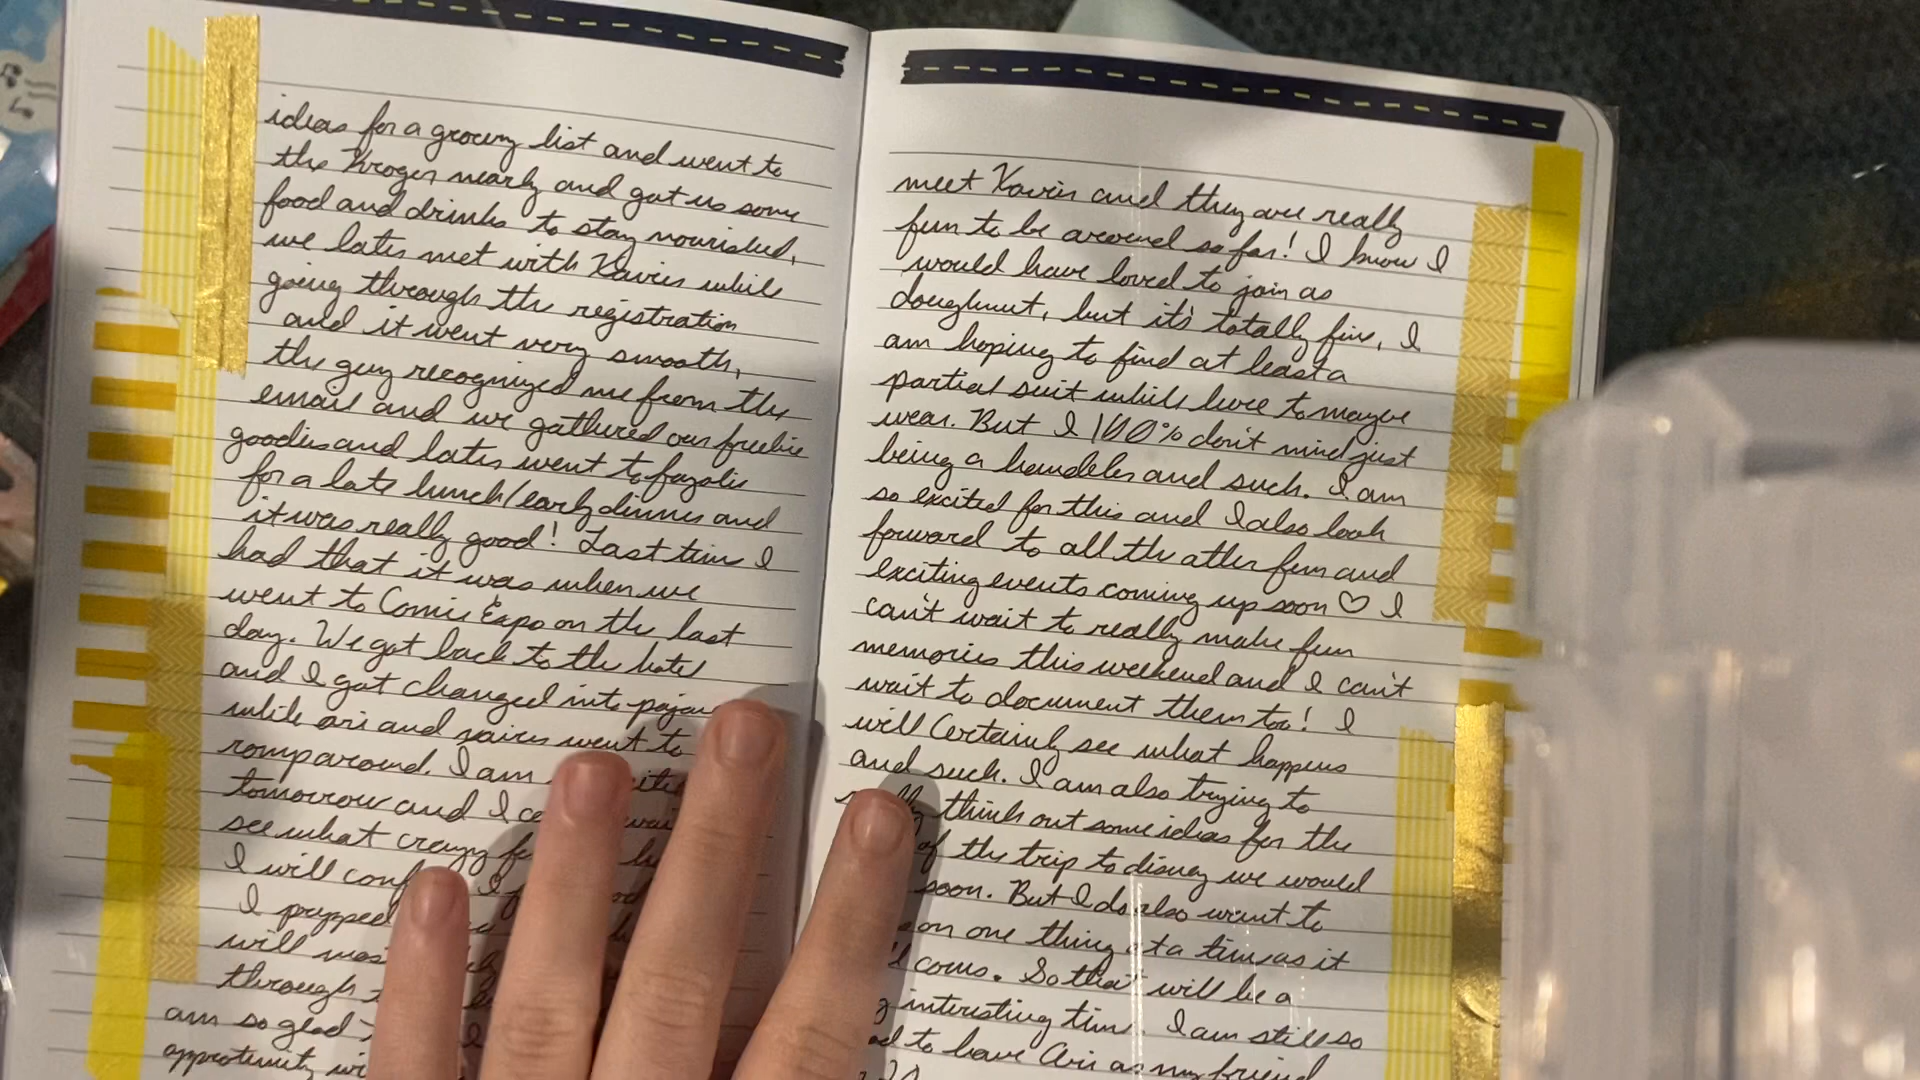 ideas for a grocery list and went to
the Kroger nearby and got us some
food and drinks to stay nourished,
we later met with Xavier while
going through the registration
and it went very smooth,
the guy recognized me from the
email and we gathered our freebie
goodies and later went to fazolis
for a late lunch/early dinner and
it was really good! Last time I
had that it was when we
went to Comic Expo on the last
day. We got back to the hotel
and I got changed into
while ari and xavier went to
romp around. I am
tomorrow and I
see what crazy
I will
I prepped
will
through
am so glad I
opportunity
meet Xavier and they are really
fun to be around so far! I know I
would have loved to join as
doughnut, but it's totally fine, I
am hoping to find at least a
partial suit while here to maybe
wear. But I 100% don't mind just
being a handler and such. I am
so excited for this and I also look
forward to all the other fun and
exciting events coming up soon ♡ I
can't wait to really make fun
memories this weekend and I can't
wait to document them too! I
will Certainly see what happens
and such. I am also trying to
think out some ideas for the
of the trip to disney we would
soon. But I do also want to
on one thing at a time as it
comes. So that will be a
interesting time. I am still so
to have Ari as my friend